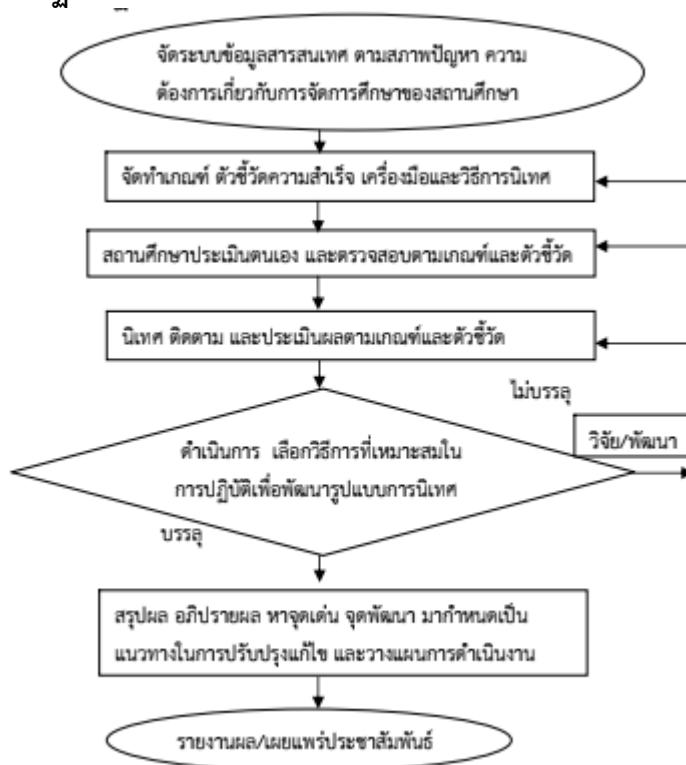 จัดระบบข้อมูลสารสนเทศ ตามสภาพปัญหา ความ
ต้องการเกี่ยวกับการจัดการศึกษาของสถานศึกษา
จัดทำเกณฑ์ ตัวชี้วัดความสำเร็จ เครื่องมือและวิธีการนิเทศ
สถานศึกษาประเมินตนเอง และตรวจสอบตามเกณฑ์และตัวชี้วัด
นิเทศ ติดตาม และประเมินผลตามเกณฑ์และตัวชี้วัด
ไม่บรรลุ
วิจัย/พัฒนา
ดำเนินการ เลือกวิธีการที่เหมาะสมใน
การปฏิบัติเพื่อพัฒนารูปแบบการนิเทศ
บรรลุ
สรุปผล อภิปรายผล หาจุดเด่น จุดพัฒนา มากำหนดเป็น
แนวทางในการปรับปรุงแก้ไข และวางแผนการดำเนินงาน
รายงานผล/เผยแพร่ประชาสัมพันธ์